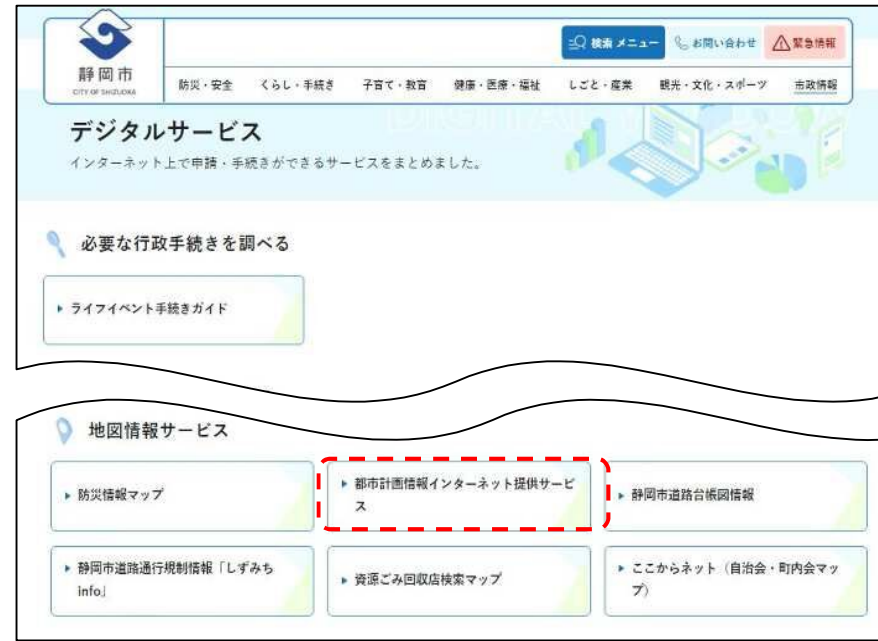 静岡市
CITY OF SHIZUOKA
検索 メニュー
お問い合わせ
緊急情報
防災・安全
くらし・手続き
子育て・教育
健康・医療・福祉
しごと・産業
観光・文化・スポーツ
市政情報
デジタルサービス
インターネット上で申請・手続きができるサービスをまとめました。
必要な行政手続きを調べる
ライフイベント手続きガイド
地図情報サービス
防災情報マップ
都市計画情報インターネット提供サービ
ス
静岡市道路台帳図情報
静岡市道路通行規制情報「しずみち
info」
資源ごみ回収店検索マップ
ここからネット（自治会・町内会マッ
プ）